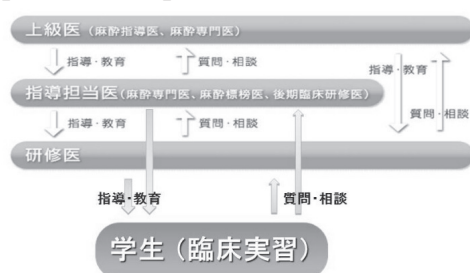 上級医（麻酔指導医、麻酔専門医）
指導・教育
質問・相談
指導・教育
指導担当医（麻酔専門医、麻酔標榜医、後期臨床研修医）
指導・教育
質問・相談
質問・相談
研修医
指導・教育
質問・相談
学生（臨床実習）